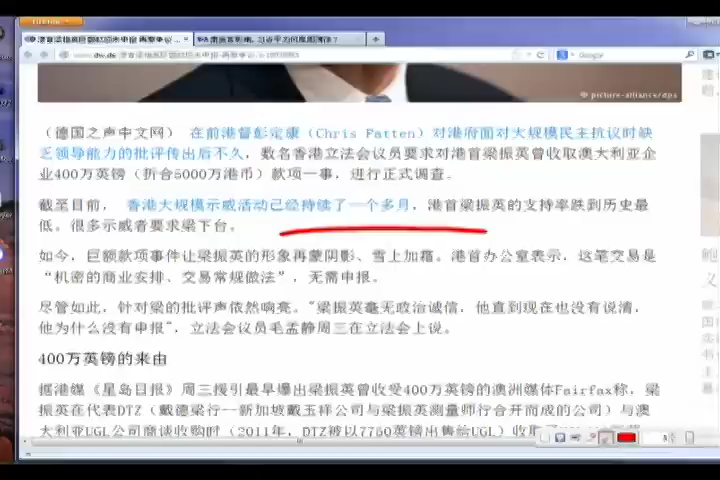 © picture-alliance/dpa
（德国之声中文网） 在前港督彭定康（Chris Patten）对港府面对大规模民主抗议时缺
乏领导能力的批评传出后不久，数名香港立法会议员要求对港首梁振英曾收取澳大利亚企
业400万英镑（折合5000万港币）款项一事，进行正式调查。
截至目前， 香港大规模示威活动已经持续了一个多月，港首梁振英的支持率跌到历史最
低。很多示威者要求梁下台。
如今，巨额款项事件让梁振英的形象再蒙阴影、雪上加霜。港首办公室表示，这笔交易是
“机密的商业安排、交易常规做法”，无需申报。
尽管如此，针对梁的批评声依然响亮。"梁振英毫无政治诚信，他直到现在也没有说清，
他为什么没有申报"，立法会议员毛孟静周三在立法会上说。
400万英镑的来由
据港媒《星岛日报》周三援引最早爆出梁振英曾收受400万英镑的澳洲媒体Fairfax称，梁
振英在代表DTZ（戴德梁行--新加坡戴玉祥公司与梁振英测量师行合开而成的公司）与澳
大利亚UGL公司商谈收购时（2011年，DTZ被以7750英镑出售给UGL）收取了